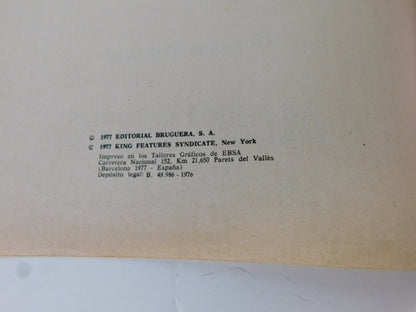 © 1977 EDITORIAL BRUGUERA, S. A.
© 1977 KING FEATURES SYNDICATE, New York
Impreso en los Talleres Gráficos de EBSA
Carretera Nacional 152, Km 21,650 Parets del Vallès
(Barcelona 1977 - España)
Depósito legal: B. 49.986 - 1976